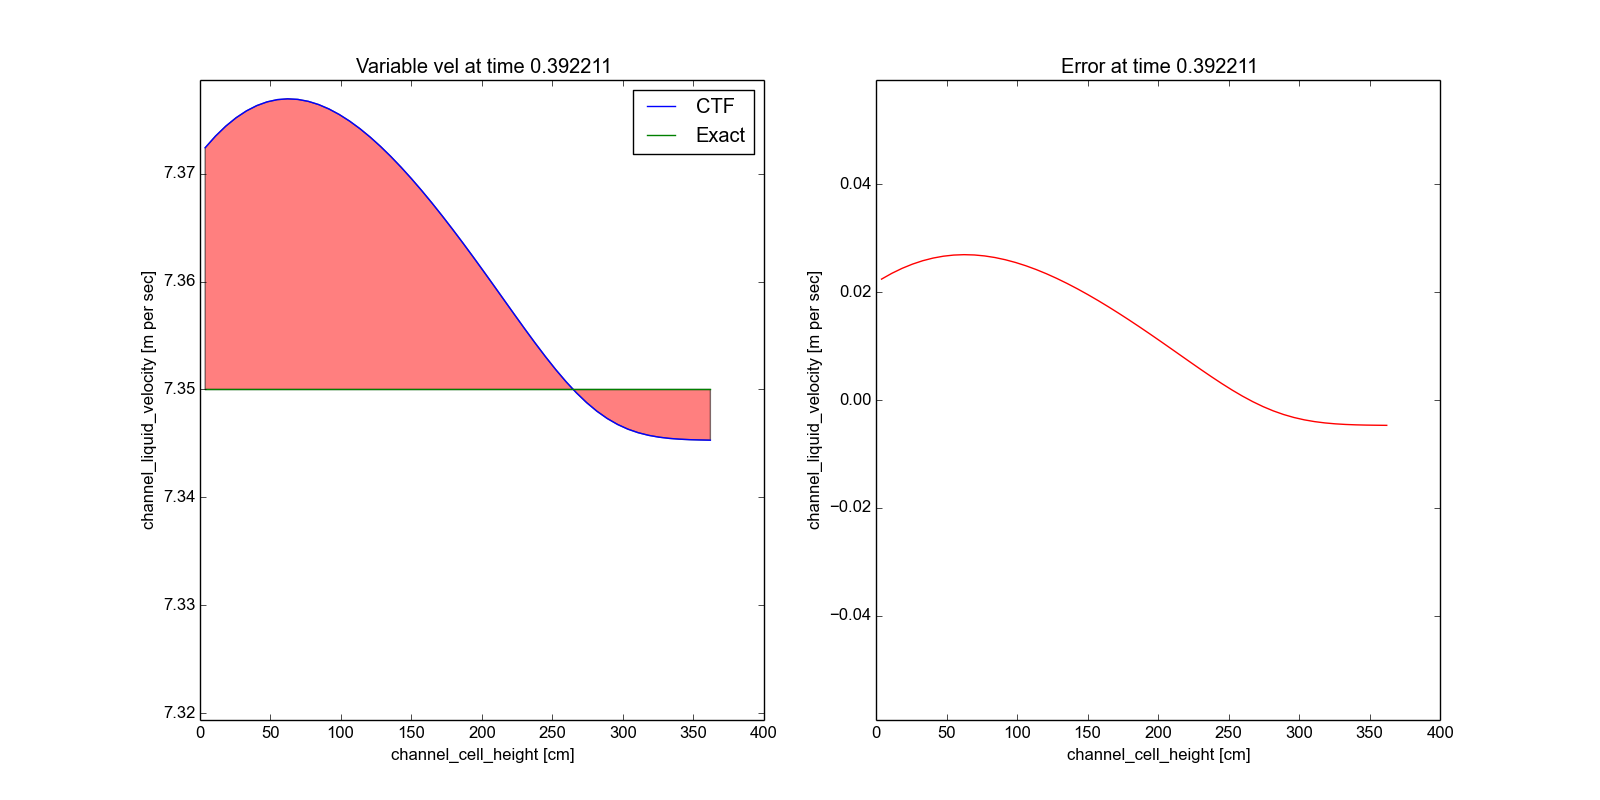 Variable vel at time 0.392211
CTF
Exact
7.37
7.36
7.35
7.34
7.33
7.32
channel_liquid_velocity [m per sec]
0 50 100 150 200 250 300 350 400
channel_cell_height [cm]
Error at time 0.392211
0.04
0.02
0.00
−0.02
−0.04
channel_liquid_velocity [m per sec]
0 50 100 150 200 250 300 350 400
channel_cell_height [cm]